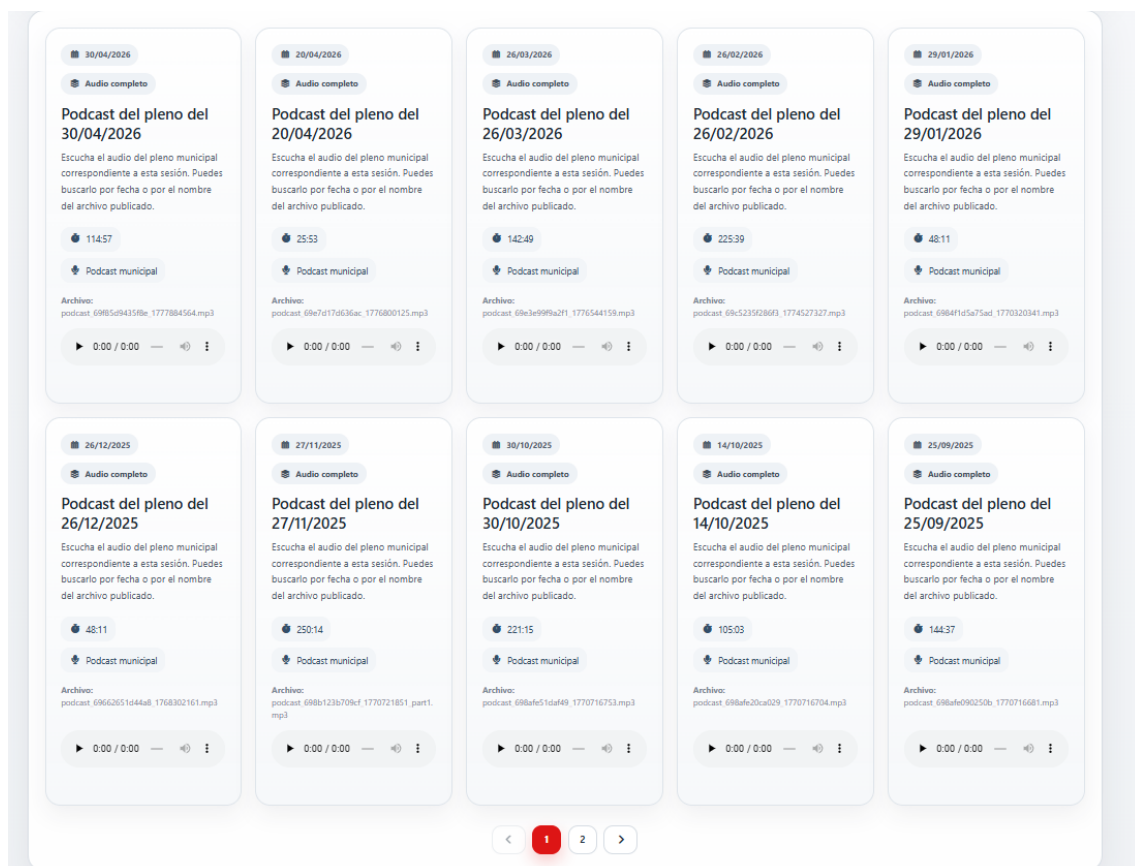 30/04/2026
Audio completo
Podcast del pleno del
30/04/2026
Escucha el audio del pleno municipal
correspondiente a esta sesión. Puedes
buscarlo por fecha o por el nombre
del archivo publicado.
114:57
Podcast municipal
Archivo:
podcast_69f85d9435f8e_1777884564.mp3
0:00 / 0:00
20/04/2026
Audio completo
Podcast del pleno del
20/04/2026
Escucha el audio del pleno municipal
correspondiente a esta sesión. Puedes
buscarlo por fecha o por el nombre
del archivo publicado.
25:53
Podcast municipal
Archivo:
podcast_69e7d17d636ac_1776800125.mp3
0:00 / 0:00
26/03/2026
Audio completo
Podcast del pleno del
26/03/2026
Escucha el audio del pleno municipal
correspondiente a esta sesión. Puedes
buscarlo por fecha o por el nombre
del archivo publicado.
142:49
Podcast municipal
Archivo:
podcast_69e3e99f9a2f1_1776544159.mp3
0:00 / 0:00
26/02/2026
Audio completo
Podcast del pleno del
26/02/2026
Escucha el audio del pleno municipal
correspondiente a esta sesión. Puedes
buscarlo por fecha o por el nombre
del archivo publicado.
225:39
Podcast municipal
Archivo:
podcast_69c5235f286f3_1774527327.mp3
0:00 / 0:00
29/01/2026
Audio completo
Podcast del pleno del
29/01/2026
Escucha el audio del pleno municipal
correspondiente a esta sesión. Puedes
buscarlo por fecha o por el nombre
del archivo publicado.
48:11
Podcast municipal
Archivo:
podcast_6984f1d5a75ad_1770320341.mp3
0:00 / 0:00
26/12/2025
Audio completo
Podcast del pleno del
26/12/2025
Escucha el audio del pleno municipal
correspondiente a esta sesión. Puedes
buscarlo por fecha o por el nombre
del archivo publicado.
48:11
Podcast municipal
Archivo:
podcast_69662651d44a8_1768302161.mp3
0:00 / 0:00
27/11/2025
Audio completo
Podcast del pleno del
27/11/2025
Escucha el audio del pleno municipal
correspondiente a esta sesión. Puedes
buscarlo por fecha o por el nombre
del archivo publicado.
250:14
Podcast municipal
Archivo:
podcast_698b123b709cf_1770721851_part1.
mp3
0:00 / 0:00
30/10/2025
Audio completo
Podcast del pleno del
30/10/2025
Escucha el audio del pleno municipal
correspondiente a esta sesión. Puedes
buscarlo por fecha o por el nombre
del archivo publicado.
221:15
Podcast municipal
Archivo:
podcast_698afe51daf49_1770716753.mp3
0:00 / 0:00
14/10/2025
Audio completo
Podcast del pleno del
14/10/2025
Escucha el audio del pleno municipal
correspondiente a esta sesión. Puedes
buscarlo por fecha o por el nombre
del archivo publicado.
105:03
Podcast municipal
Archivo:
podcast_698afe20ca029_1770716704.mp3
0:00 / 0:00
25/09/2025
Audio completo
Podcast del pleno del
25/09/2025
Escucha el audio del pleno municipal
correspondiente a esta sesión. Puedes
buscarlo por fecha o por el nombre
del archivo publicado.
144:37
Podcast municipal
Archivo:
podcast_698afe090250b_1770716681.mp3
0:00 / 0:00
1 2